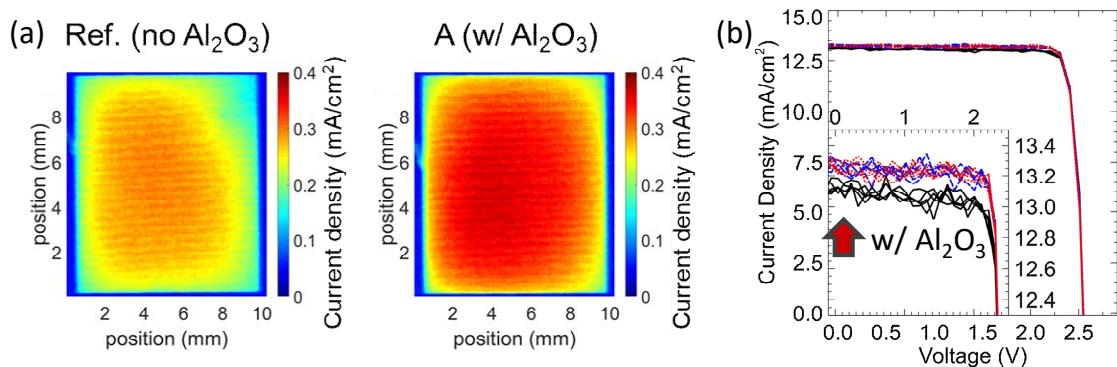 (a) Ref. (no Al₂O₃)
A (w/ Al₂O₃)
(b)
position (mm)
8
6
4
2
2 4 6 8 10
position (mm)
0.4
0.3
0.2
0.1
0
Current density (mA/cm²)
position (mm)
8
6
4
2
2 4 6 8 10
position (mm)
0.4
0.3
0.2
0.1
0
Current density (mA/cm²)
Current Density (mA/cm²)
15.0
12.5
10.0
7.5
5.0
2.5
0.0
0 1 2
13.4
13.2
13.0
12.8
12.6
12.4
w/ Al₂O₃
0.0 0.5 1.0 1.5 2.0 2.5
Voltage (V)